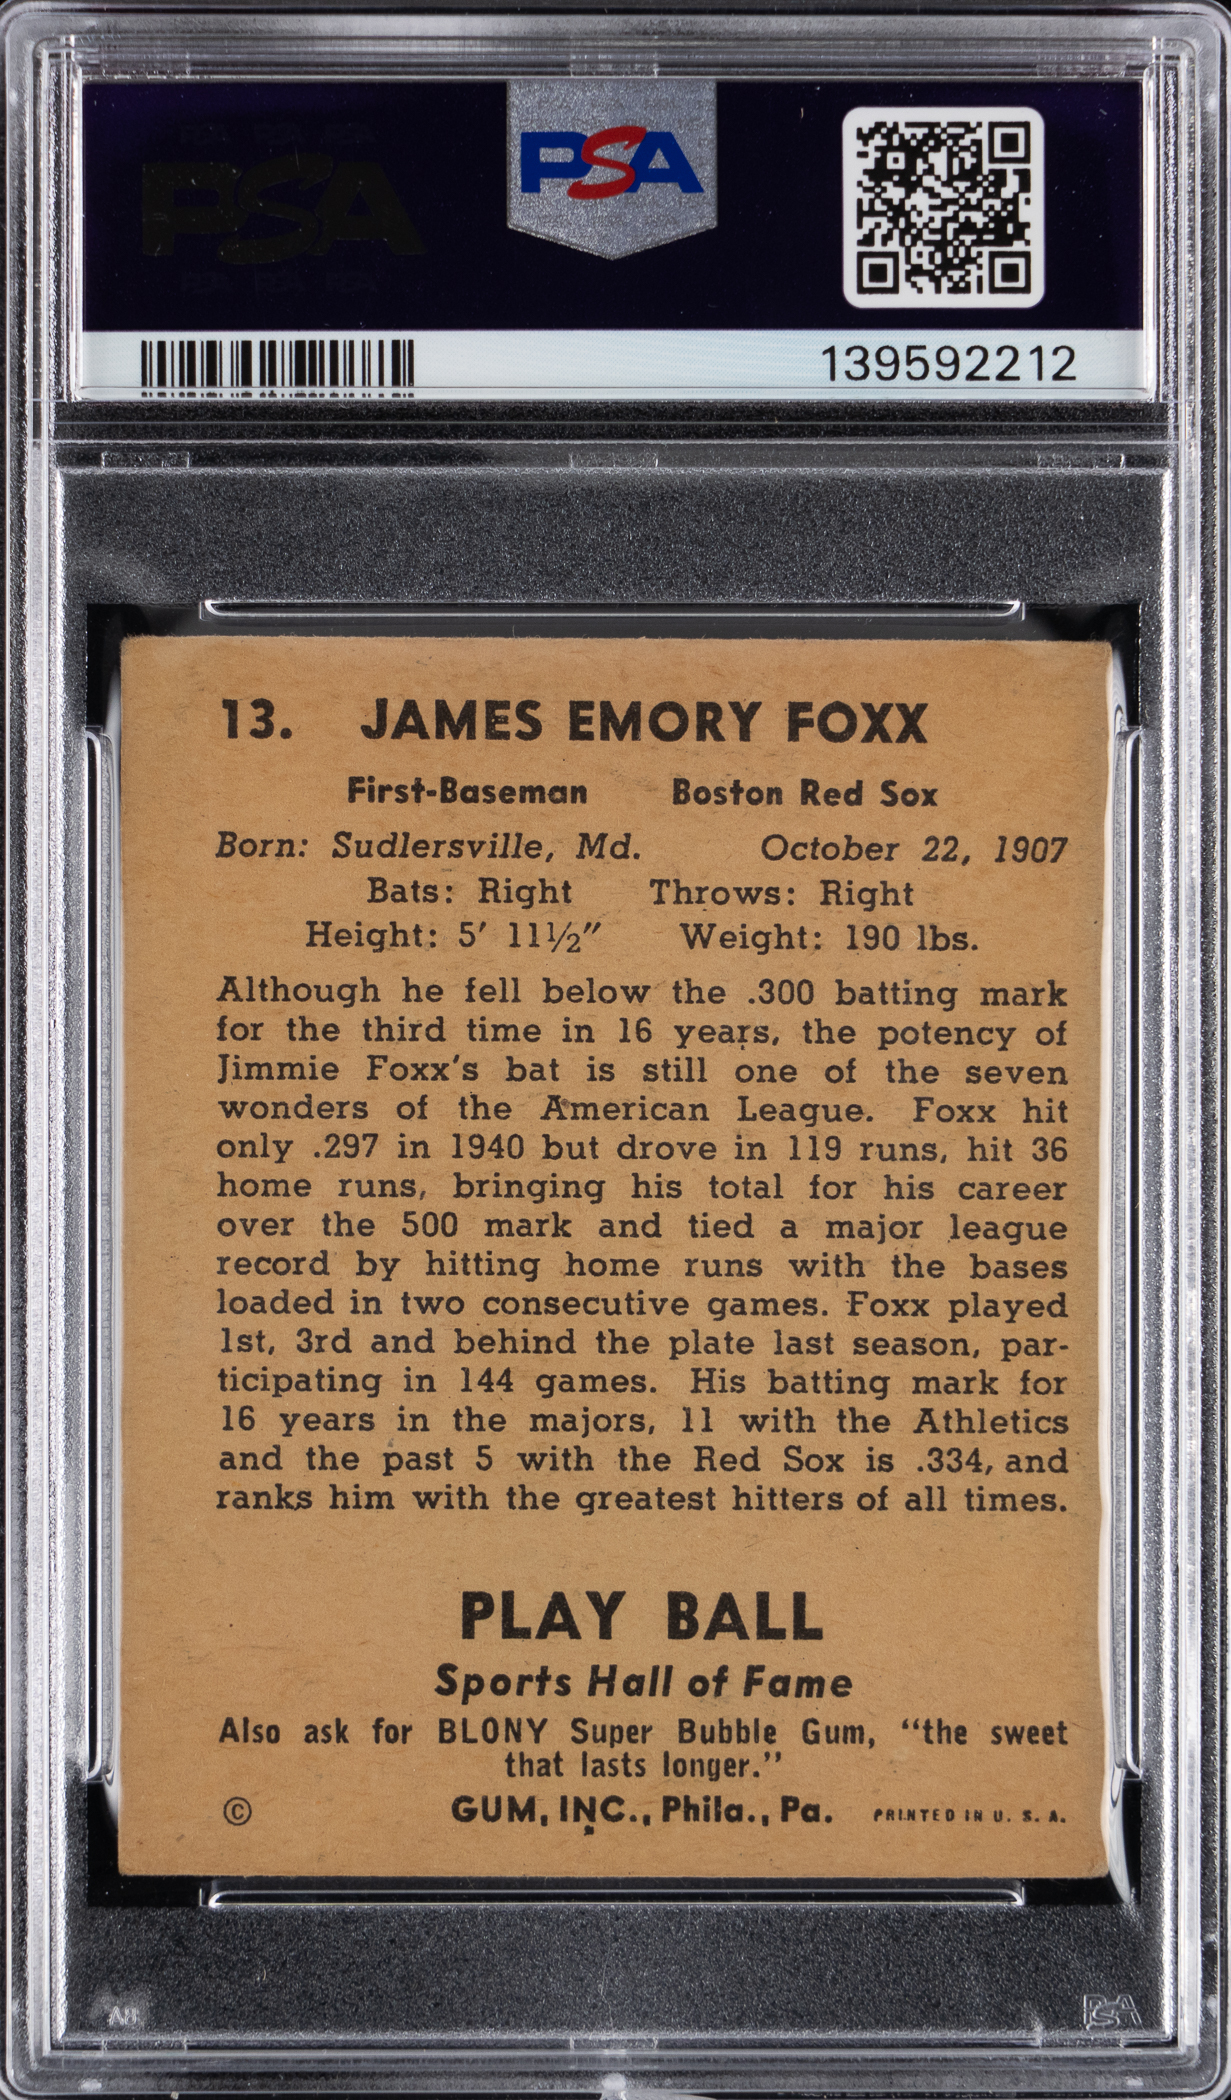 PSA
PSA
139592212
13. JAMES EMORY FOXX
First-Baseman Boston Red Sox
Born: Sudlersville, Md. October 22, 1907
Bats: Right Throws: Right
Height: 5' 11½" Weight: 190 lbs.
Although he fell below the .300 batting mark
for the third time in 16 years, the potency of
Jimmie Foxx's bat is still one of the seven
wonders of the American League. Foxx hit
only .297 in 1940 but drove in 119 runs, hit 36
home runs, bringing his total for his career
over the 500 mark and tied a major league
record by hitting home runs with the bases
loaded in two consecutive games. Foxx played
1st, 3rd and behind the plate last season, par-
ticipating in 144 games. His batting mark for
16 years in the majors, 11 with the Athletics
and the past 5 with the Red Sox is .334, and
ranks him with the greatest hitters of all times.
PLAY BALL
Sports Hall of Fame
Also ask for BLONY Super Bubble Gum, "the sweet
that lasts longer."
© GUM, INC., Phila., Pa. PRINTED IN U. S. A.
PSA